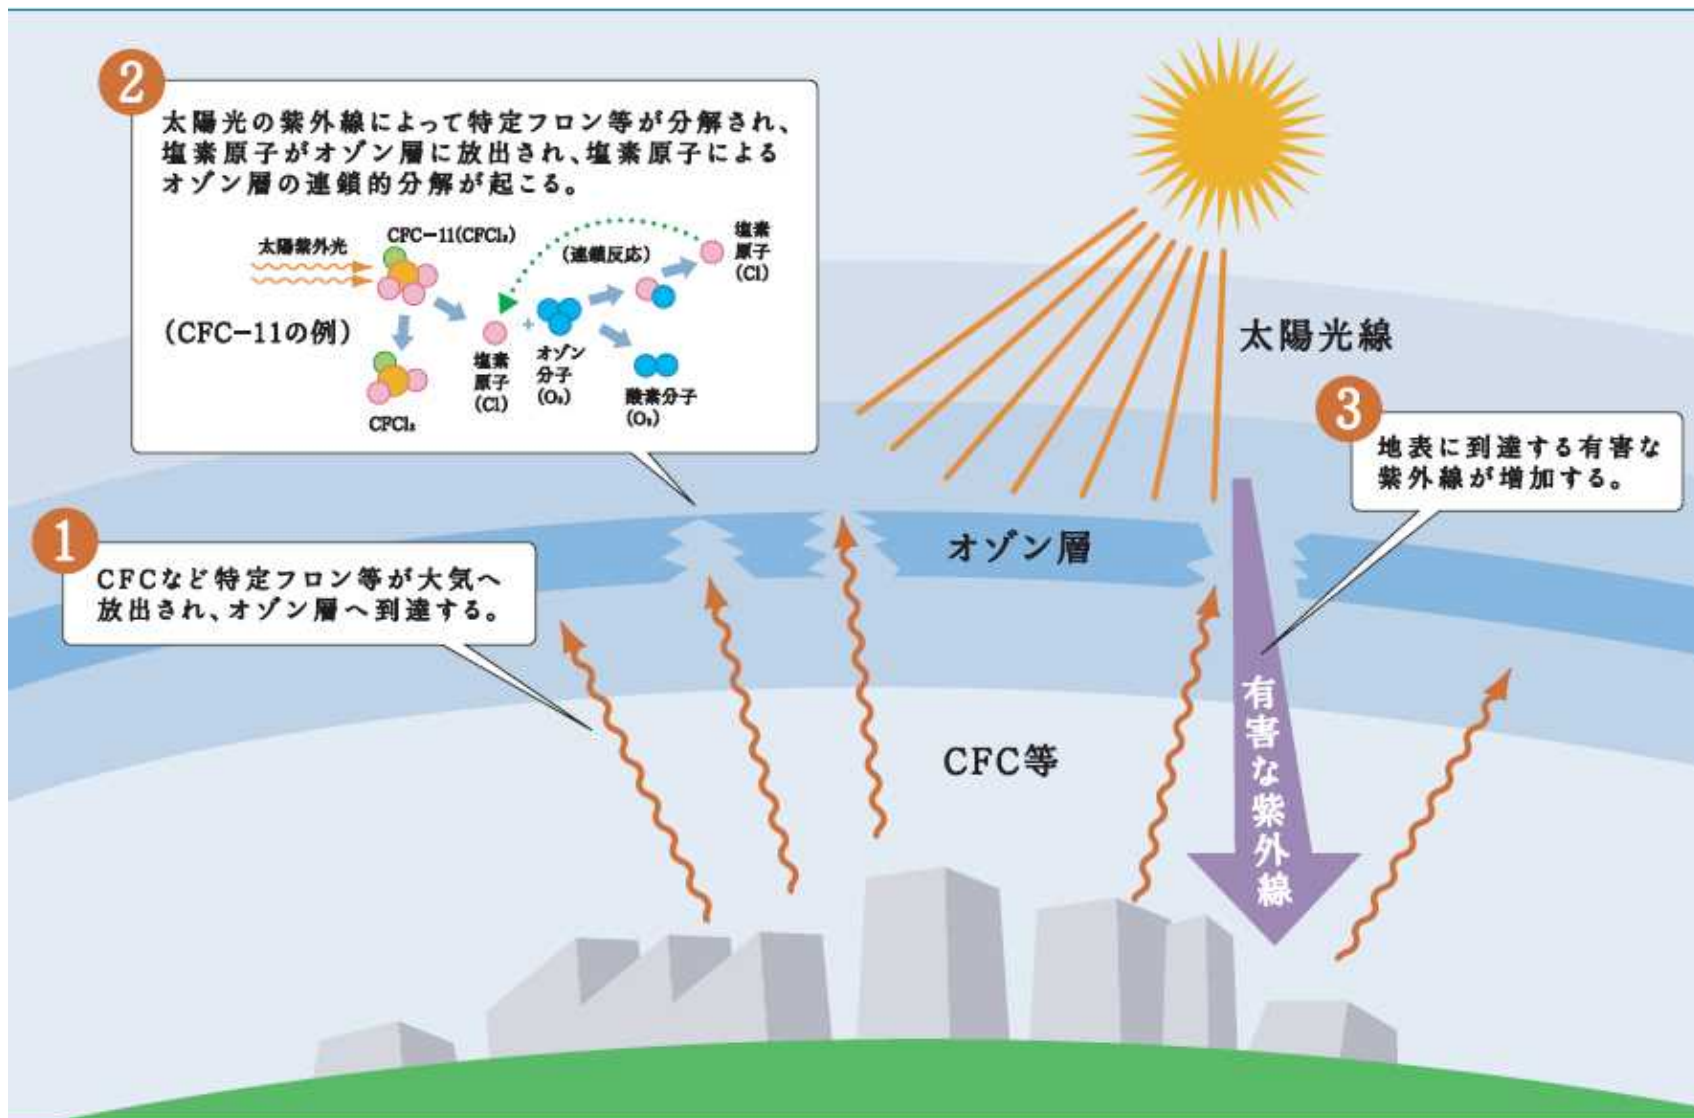 2
太陽光の紫外線によって特定フロン等が分解され、
塩素原子がオゾン層に放出され、塩素原子による
オゾン層の連鎖的分解が起こる。
太陽紫外光
CFC−11(CFCl₃)
(連鎖反応)
塩素
原子
(Cl)
(CFC−11の例)
CFCl₂
+
塩素
原子
(Cl)
オゾン
分子
(O₃)
酸素分子
(O₂)
太陽光線
3
地表に到達する有害な
紫外線が増加する。
1
CFCなど特定フロン等が大気へ
放出され、オゾン層へ到達する。
オゾン層
CFC等
有害な紫外線